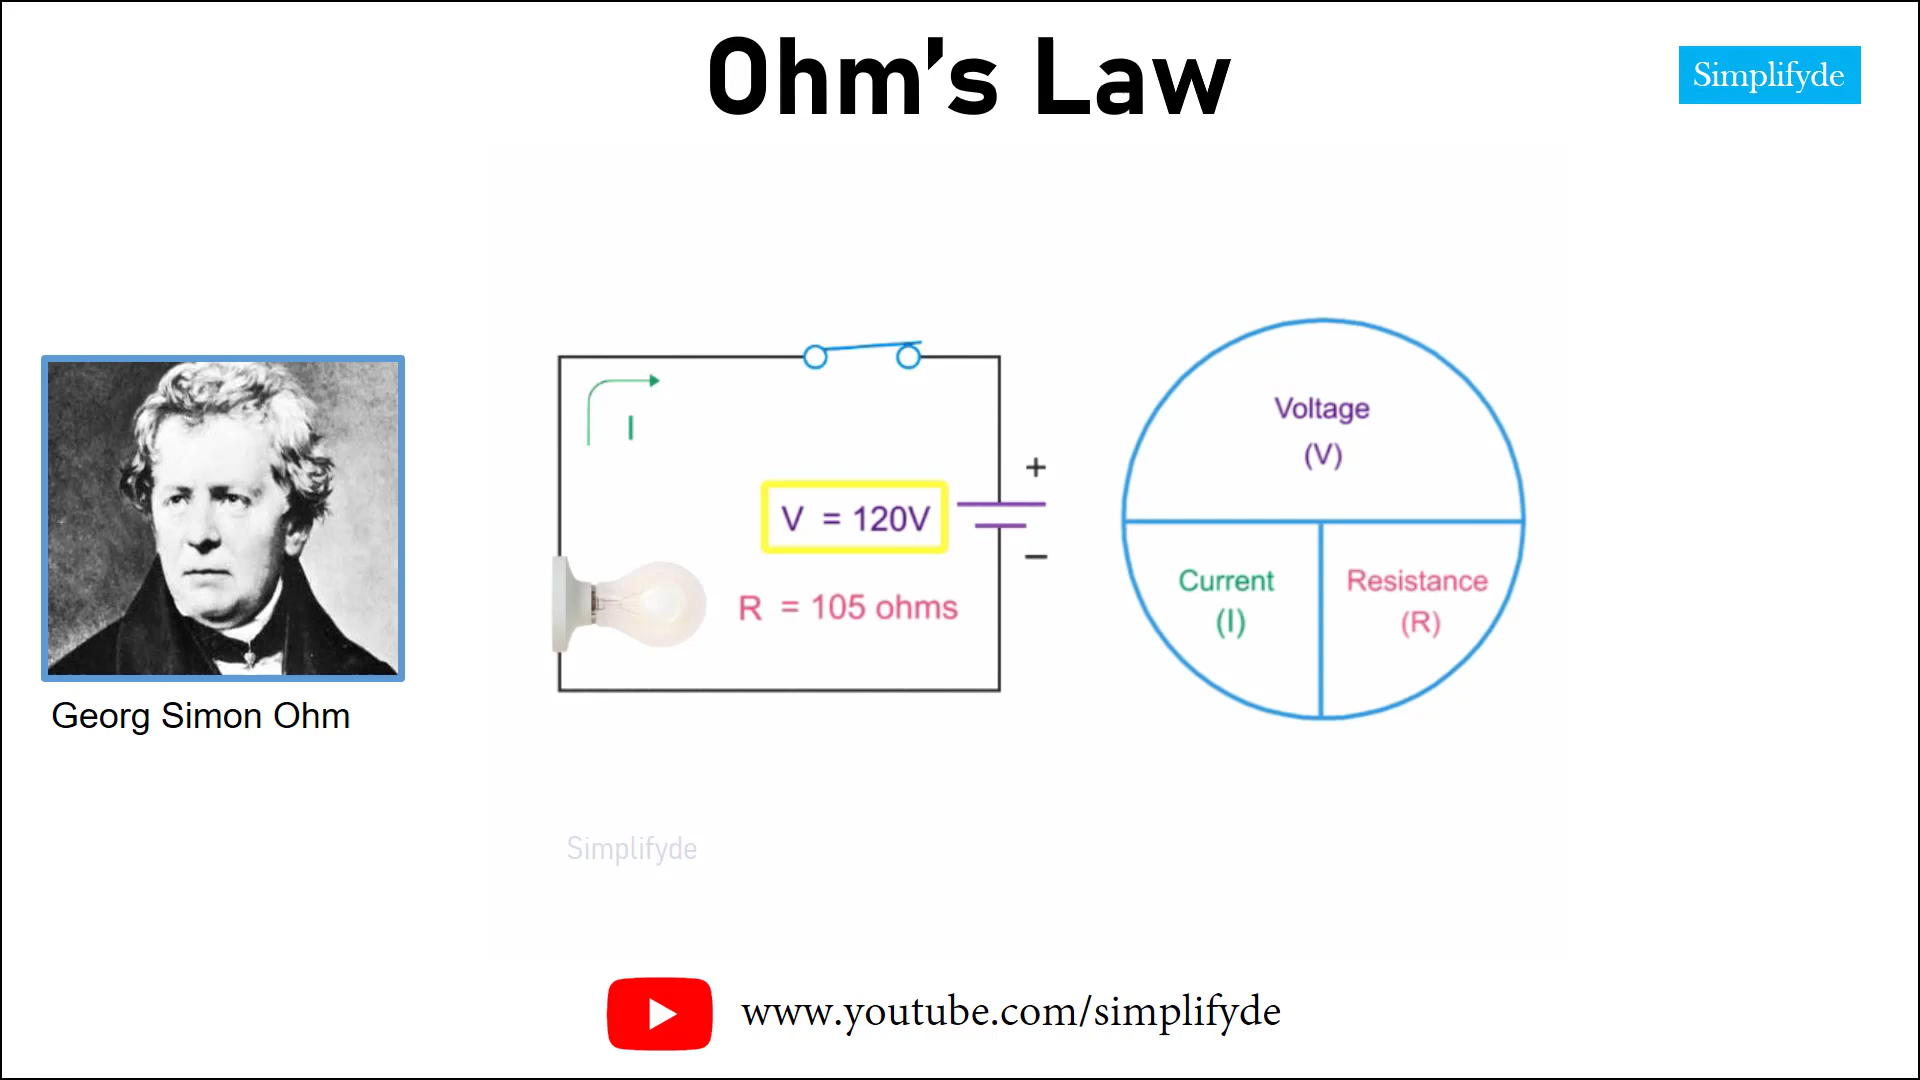 Ohm's Law
Simplifyde
I
V = 120V
+
−
R = 105 ohms
Voltage
(V)
Current
(I)
Resistance
(R)
Georg Simon Ohm
Simplifyde
www.youtube.com/simplifyde